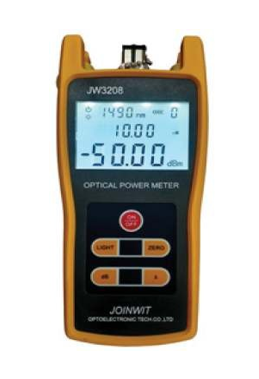 JW3208
1490 nm 0
10.00
-50.00 dBm
OPTICAL POWER METER
ON
OFF
LIGHT ZERO
dB λ
JOINWIT
OPTOELECTRONIC TECH.CO.,LTD